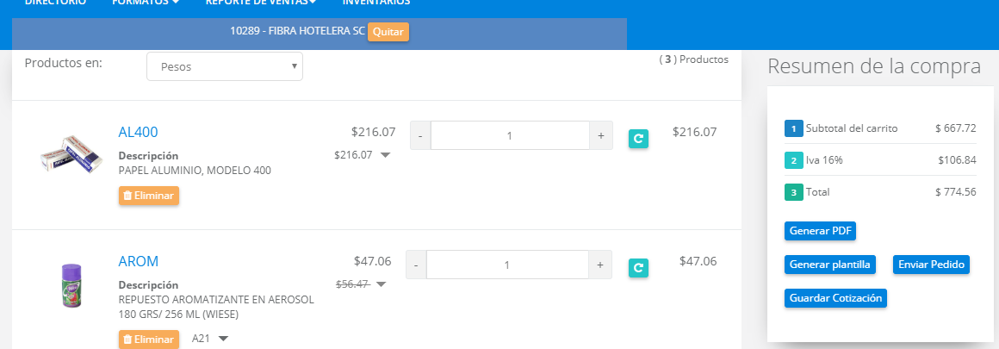 DIRECTORIO FORMATOS REPORTE DE VENTAS INVENTARIOS
10289 - FIBRA HOTELERA SC Quitar
Productos en: Pesos ( 3 ) Productos
Resumen de la compra
AL400 $216.07 - 1 + $216.07
Descripción $216.07
PAPEL ALUMINIO, MODELO 400
Eliminar
1 Subtotal del carrito $ 667.72
2 Iva 16% $106.84
3 Total $ 774.56
Generar PDF
Generar plantilla Enviar Pedido
Guardar Cotización
AROM $47.06 - 1 + $47.06
Descripción $56.47
REPUESTO AROMATIZANTE EN AEROSOL
180 GRS/ 256 ML (WIESE)
Eliminar A21